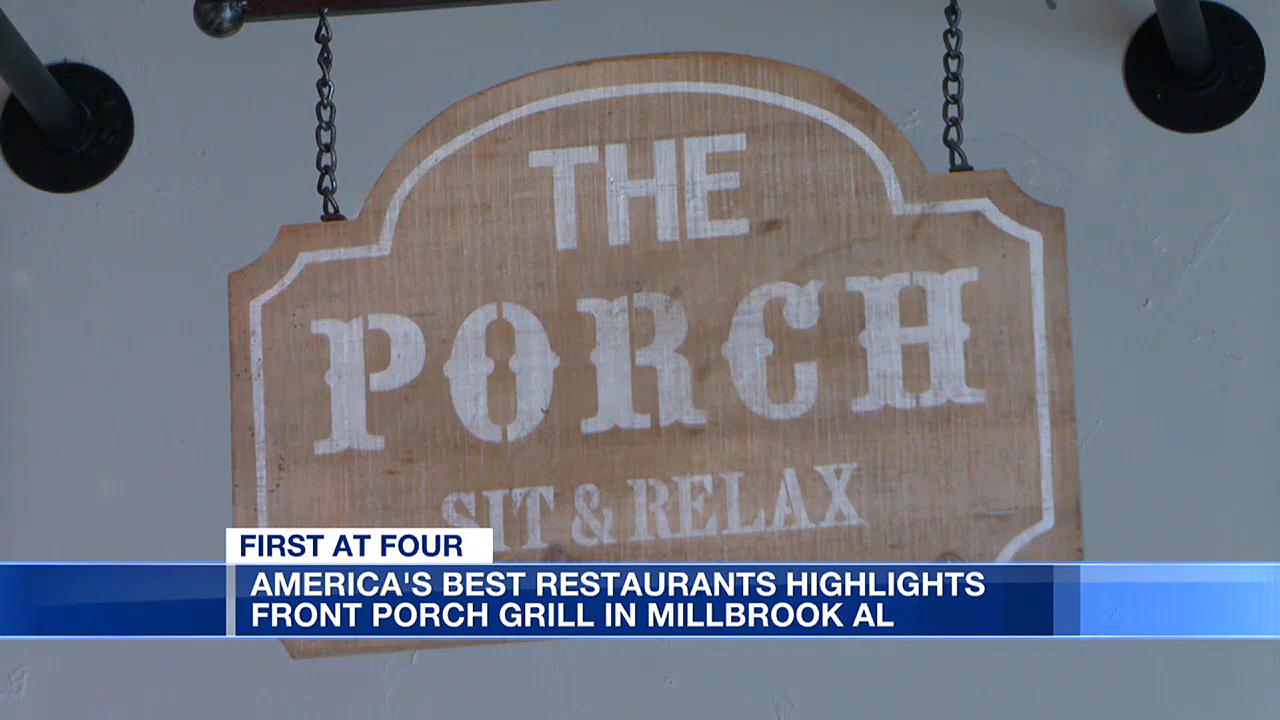 THE
PORCH
SIT & RELAX
FIRST AT FOUR
AMERICA'S BEST RESTAURANTS HIGHLIGHTS
FRONT PORCH GRILL IN MILLBROOK AL